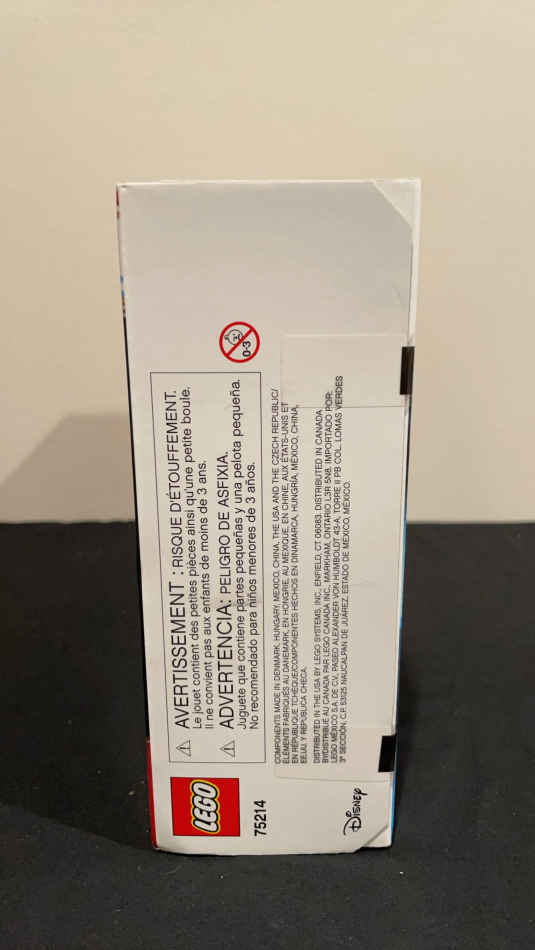 AVERTISSEMENT : RISQUE D'ÉTOUFFEMENT.
Le jouet contient des petites pièces ainsi qu'une petite boule.
Il ne convient pas aux enfants de moins de 3 ans.
ADVERTENCIA: PELIGRO DE ASFIXIA.
Juguete que contiene partes pequeñas y una pelota pequeña.
No recomendado para niños menores de 3 años.
0-3
COMPONENTS MADE IN DENMARK, HUNGARY, MEXICO, CHINA, THE USA AND THE CZECH REPUBLIC/
ÉLÉMENTS FABRIQUÉS AU DANEMARK, EN HONGRIE, AU MEXIQUE, EN CHINE, AUX ÉTATS-UNIS ET
EN RÉPUBLIQUE TCHÈQUE/COMPONENTES HECHOS EN DINAMARCA, HUNGRÍA, MÉXICO, CHINA,
EE.UU. Y REPÚBLICA CHECA.
DISTRIBUTED IN THE USA BY LEGO SYSTEMS, INC., ENFIELD, CT 06083. DISTRIBUTED IN CANADA
BY/DISTRIBUÉ AU CANADA PAR LEGO CANADA INC., MARKHAM, ONTARIO L3R 5N8. IMPORTADO POR:
LEGO MÉXICO S.A. DE C.V., PASEO ALEXANDER VON HUMBOLDT 43-A, TORRE II PB COL. LOMAS VERDES
3ª SECCIÓN, C.P. 53125 NAUCALPAN DE JUÁREZ, ESTADO DE MÉXICO, MÉXICO.
LEGO
75214
Disney